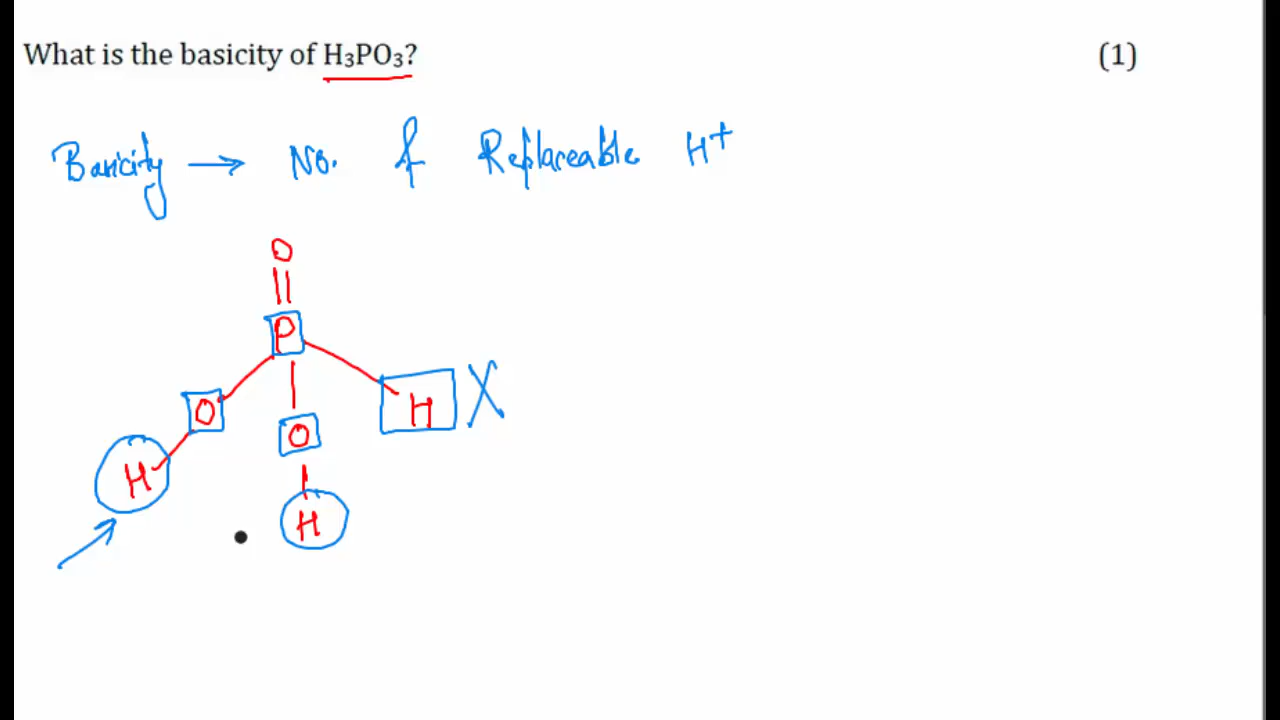 What is the basicity of H₃PO₃? (1)
Basicity → No. of Replaceable H⁺
O
P
O H X
O
H
H